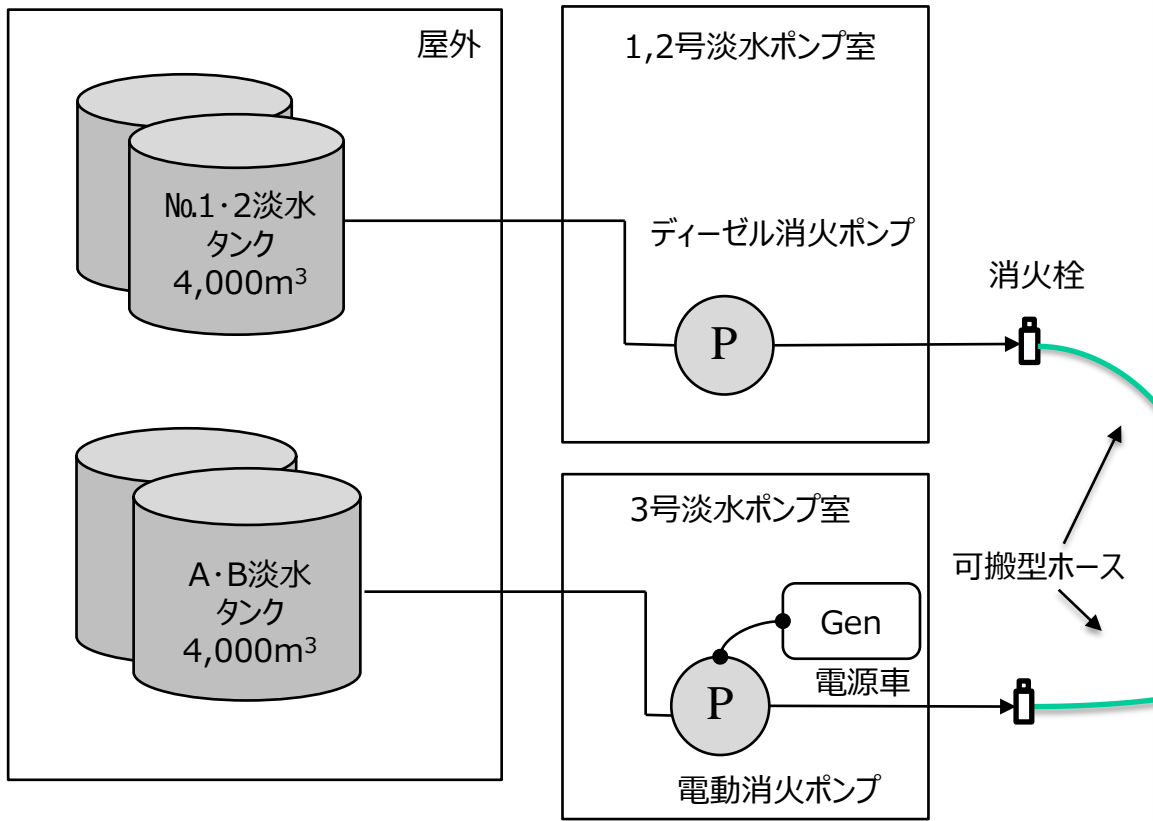 屋外
No.1･2淡水
タンク
4,000m³
A･B淡水
タンク
4,000m³
1,2号淡水ポンプ室
ディーゼル消火ポンプ
P
3号淡水ポンプ室
Gen
電源車
P
電動消火ポンプ
消火栓
可搬型ホース